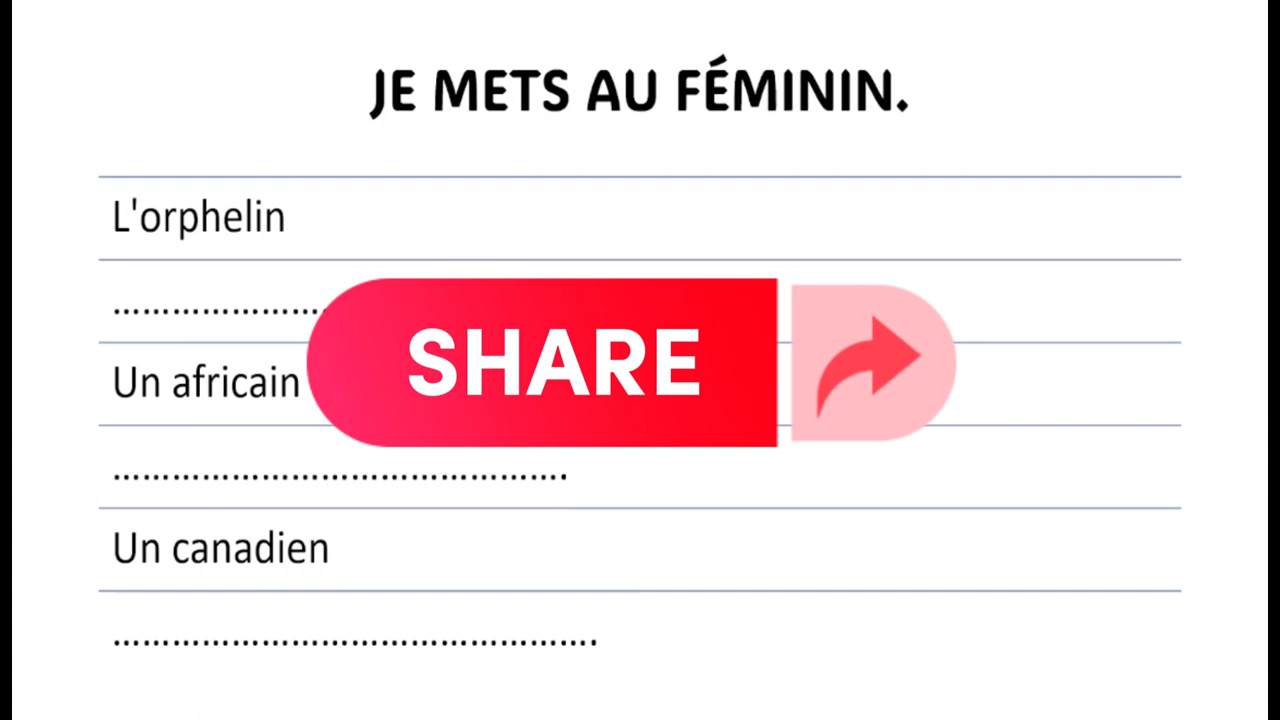 JE METS AU FÉMININ.
L'orphelin
…………………
Un africain
SHARE
……………………………………….
Un canadien
………………………………………….